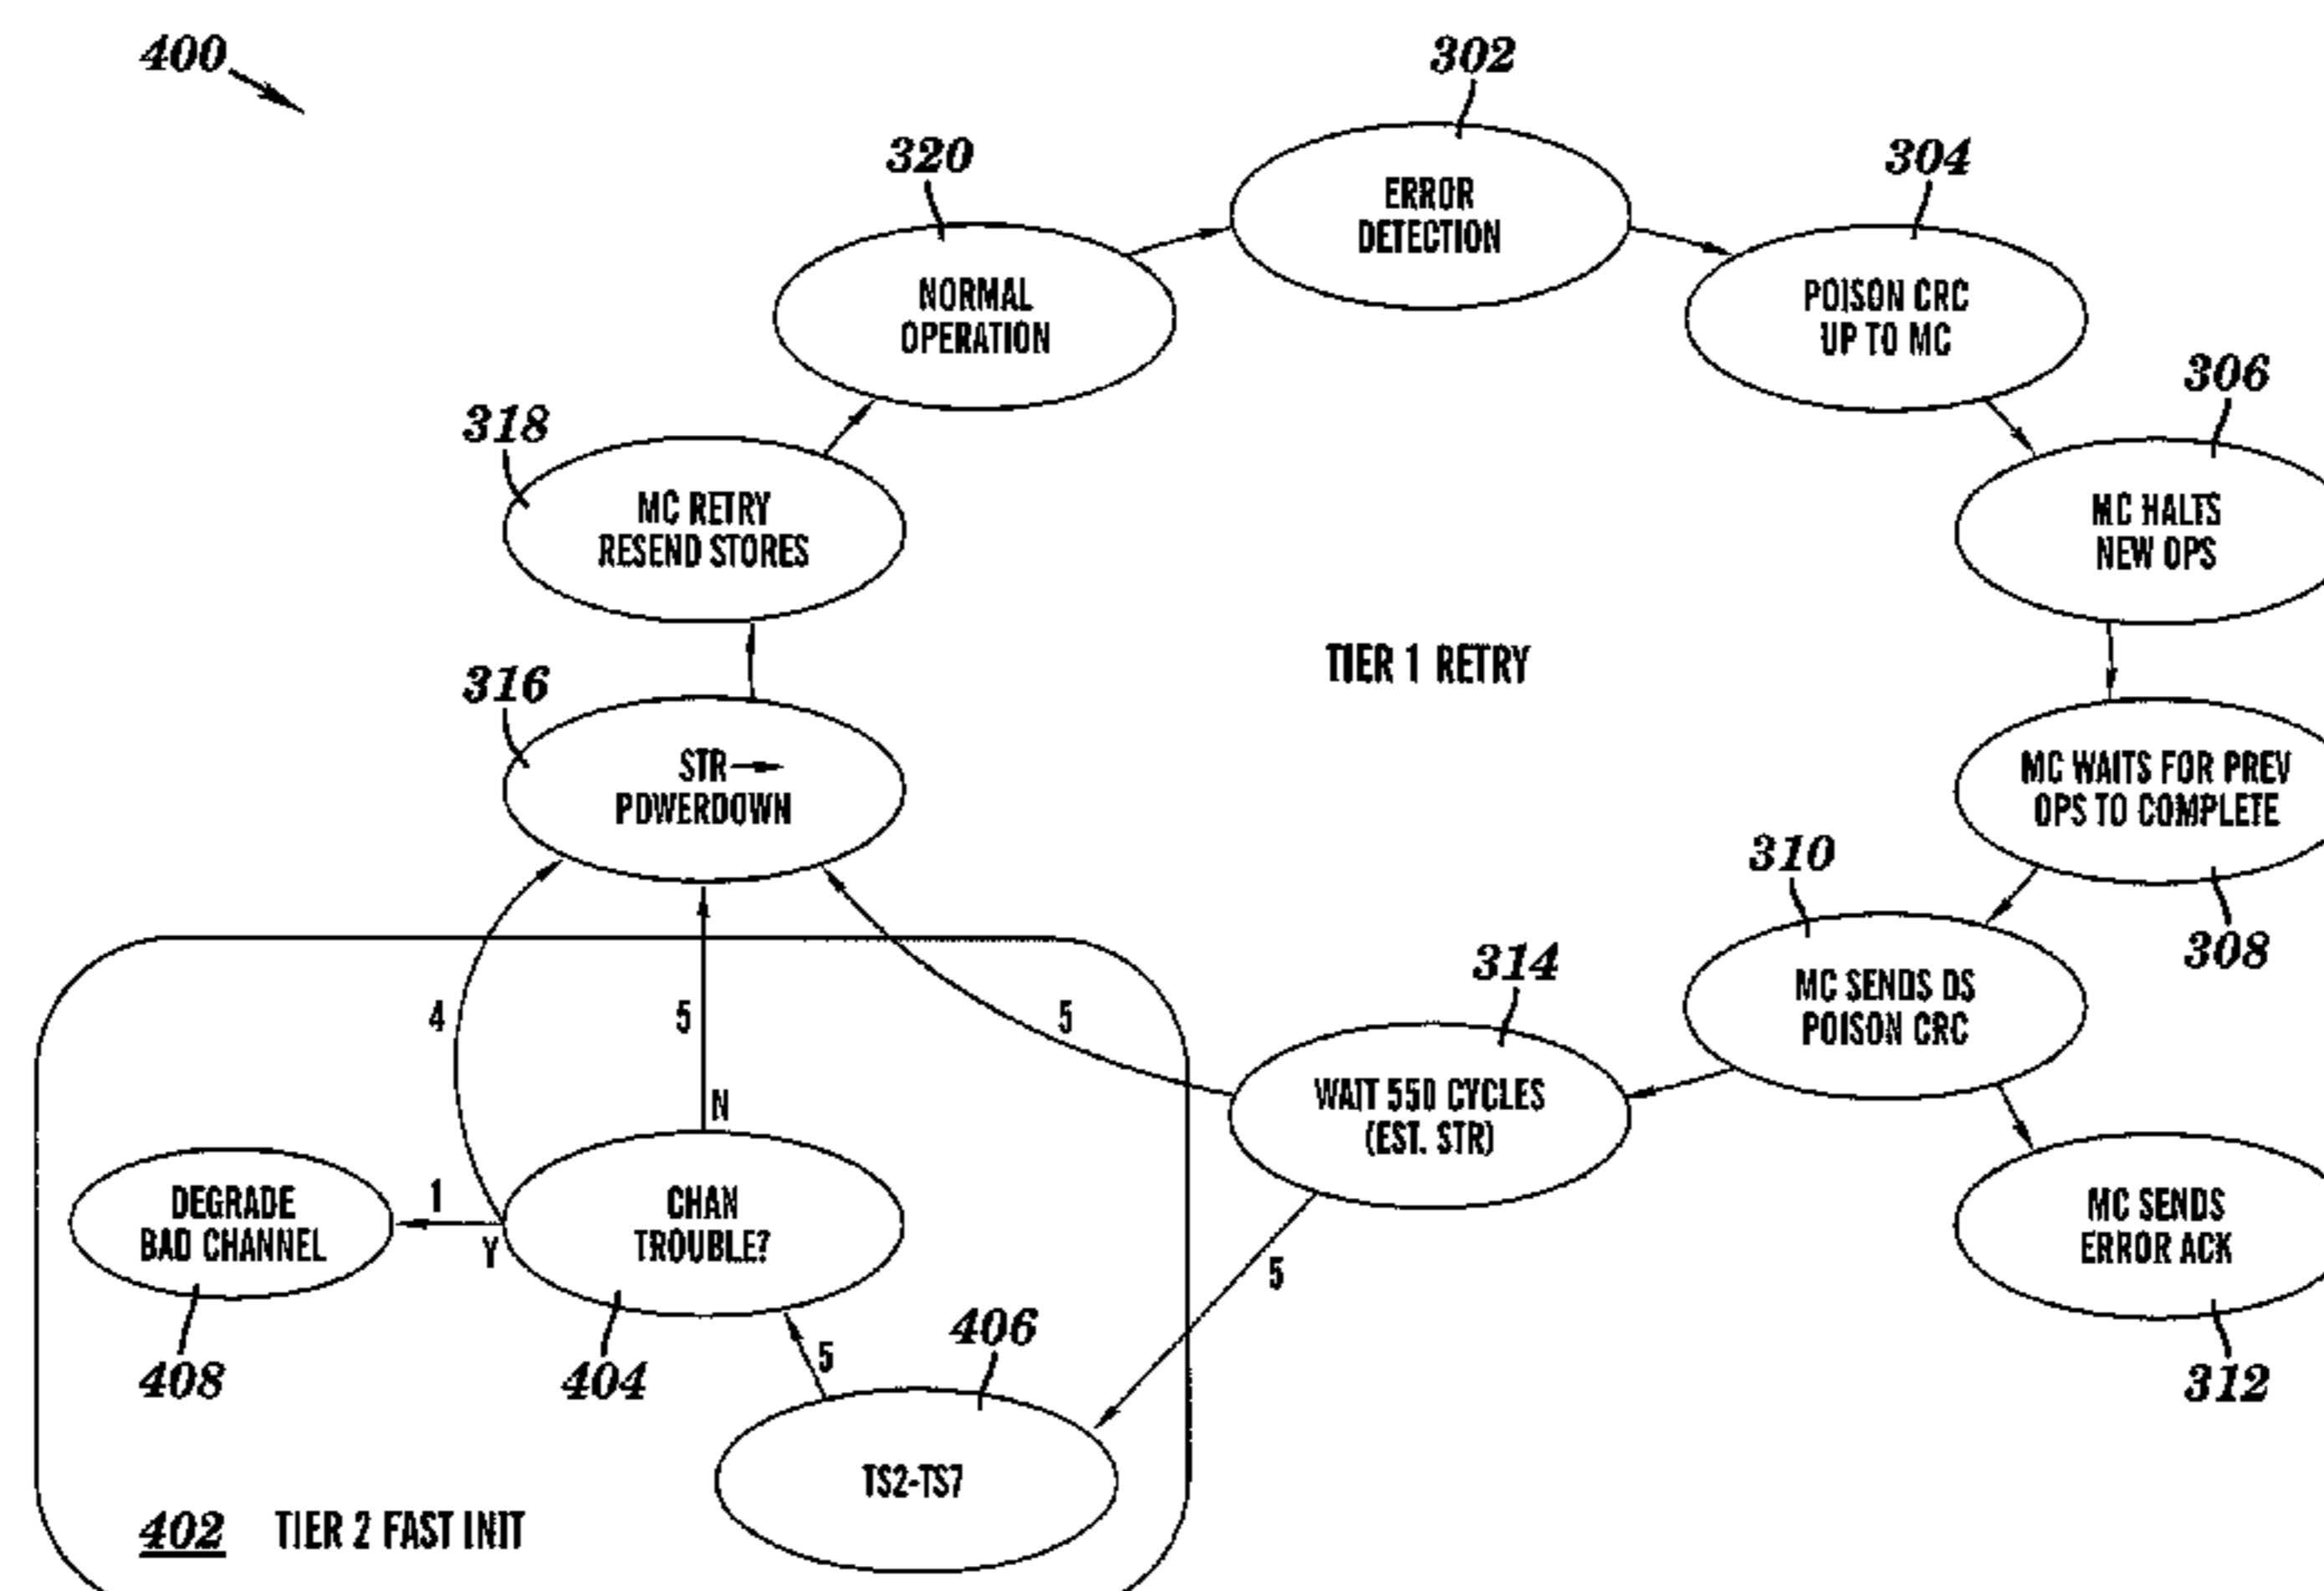 400
302
320
304
ERROR
DETECTION
NORMAL
OPERATION
POISON CRC
UP TO MC
306
318
MC RETRY
RESEND STORES
MC HALTS
NEW OPS
TIER 1 RETRY
316
STR
POWERDOWN
MC WAITS FOR PREV
OPS TO COMPLETE
310
308
314
MC SENDS DS
POISON CRC
4
5
5
N
WAIT 550 CYCLES
(EST. STR)
DEGRADE
BAD CHANNEL
1
Y
CHAN
TROUBLE?
MC SENDS
ERROR ACK
5
408
404
5
406
312
TS2-TS7
402 TIER 2 FAST INIT